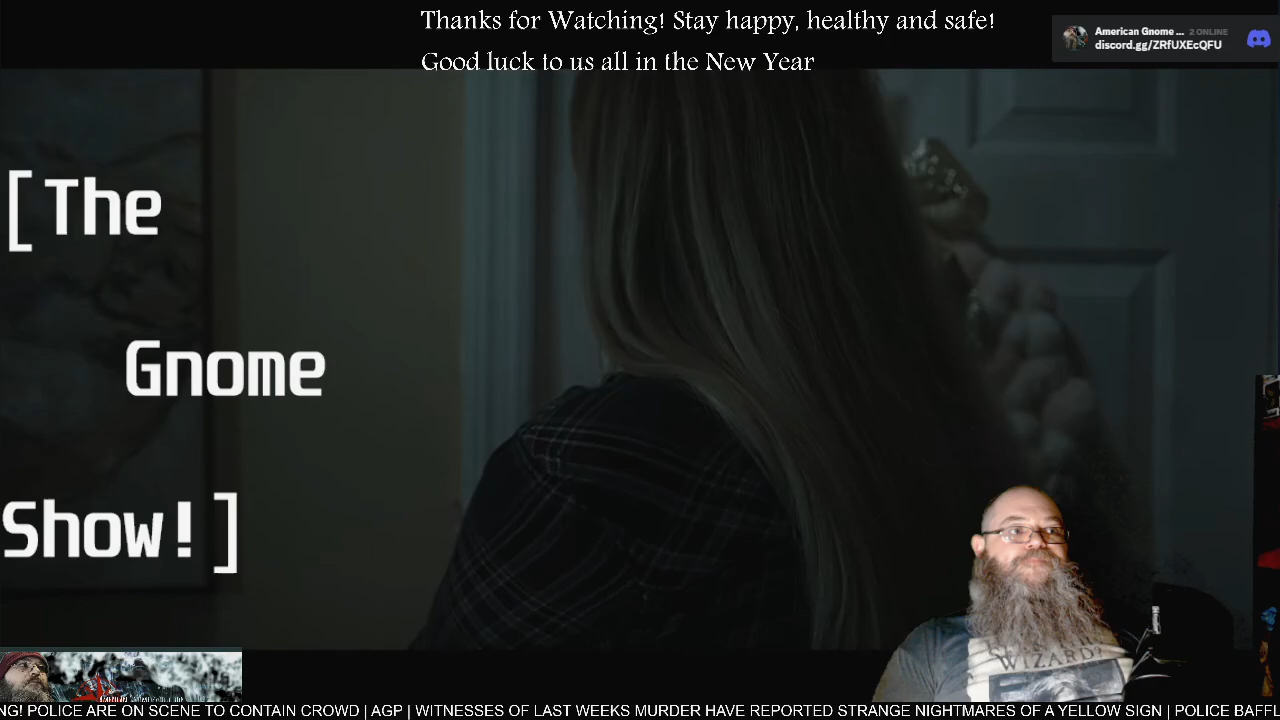 Thanks for Watching! Stay happy, healthy and safe!
Good luck to us all in the New Year
American Gnome ... 2 ONLINE
discord.gg/ZRfUXEcQFU
[The
Gnome
Show!]
WIZARD!
NG! POLICE ARE ON SCENE TO CONTAIN CROWD | AGP | WITNESSES OF LAST WEEKS MURDER HAVE REPORTED STRANGE NIGHTMARES OF A YELLOW SIGN | POLICE BAFFI